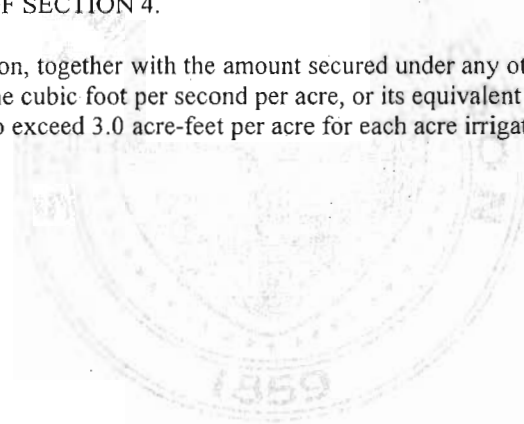 F SECTION 4.
on, together with the amount secured under any ot
e cubic foot per second per acre, or its equivalent
o exceed 3.0 acre-feet per acre for each acre irrigat
1859